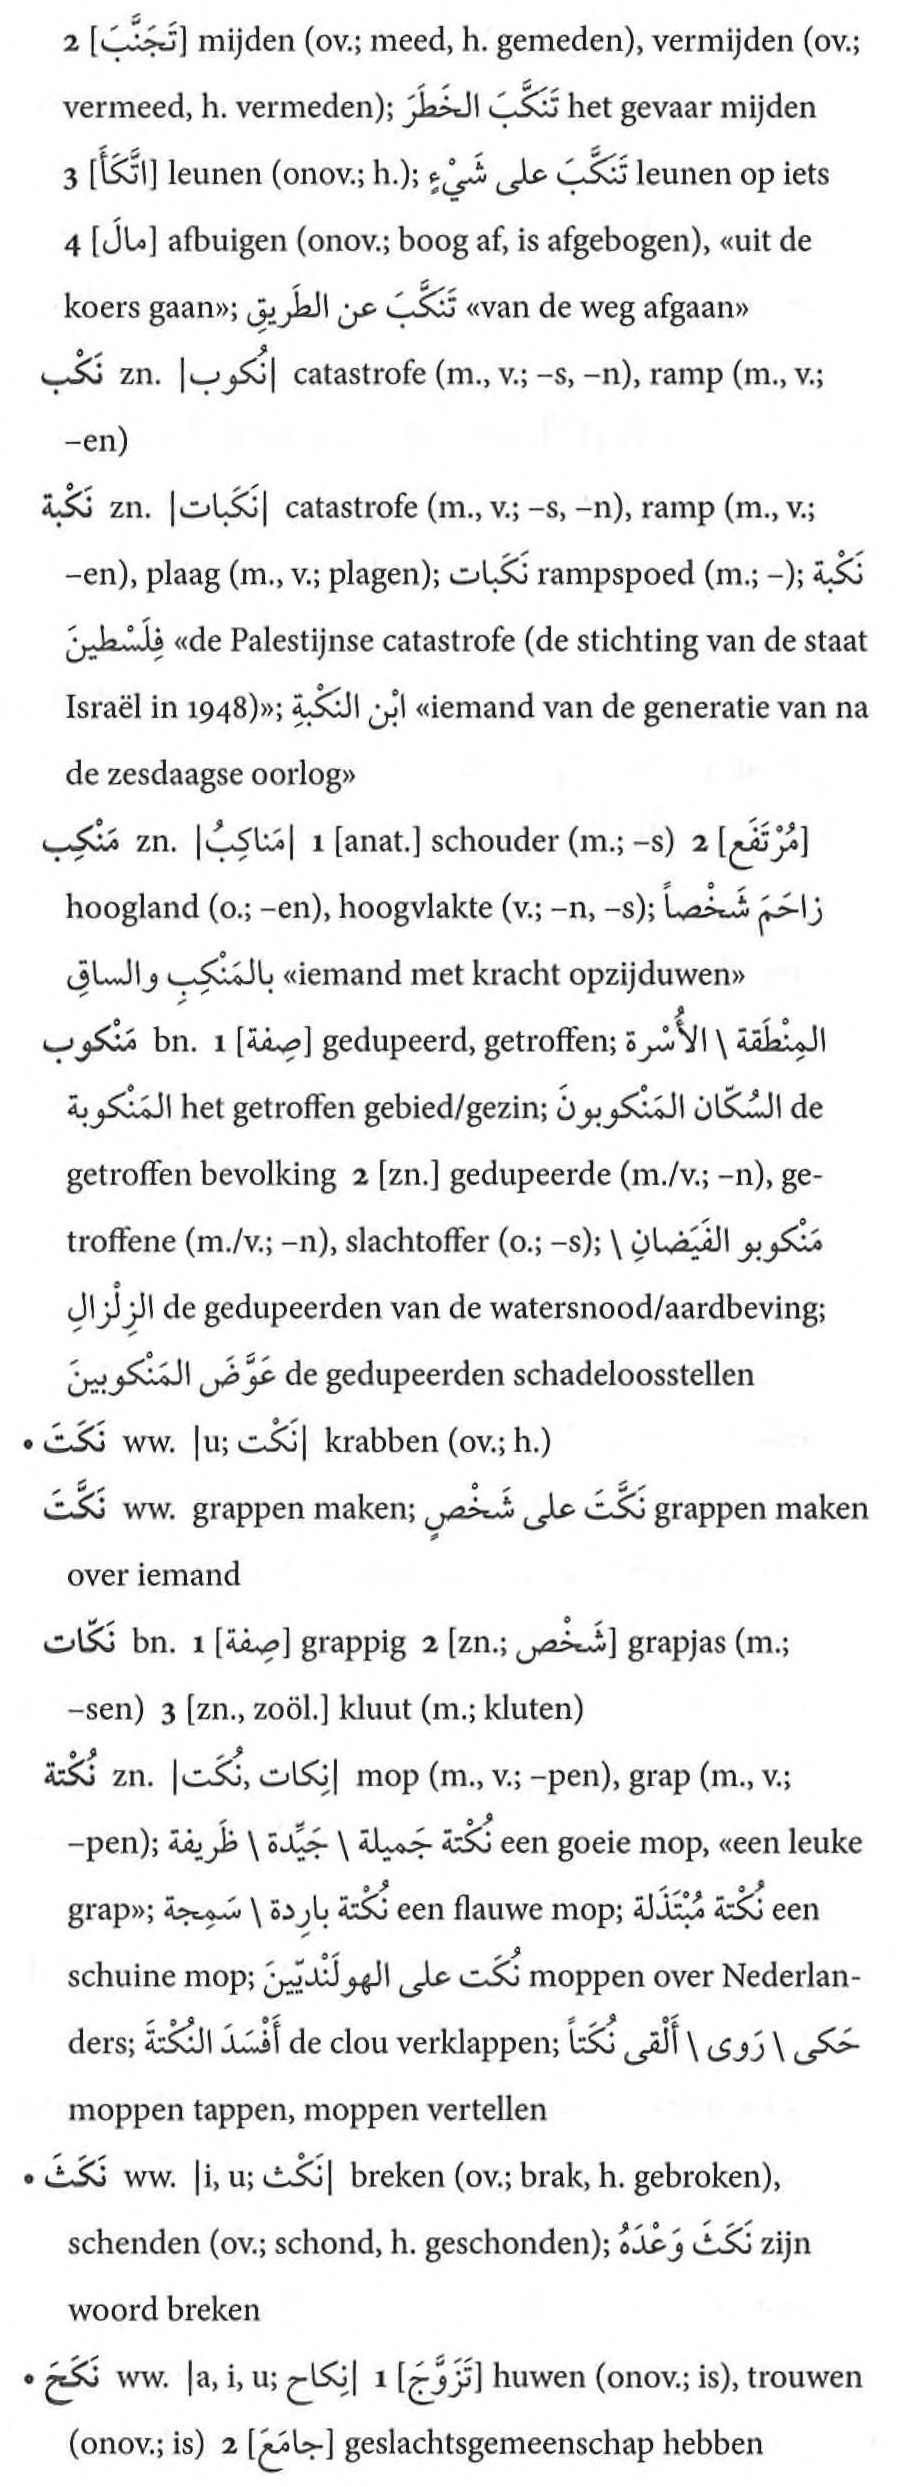 2 [تَجَنَّبَ] mijden (ov.; meed, h. gemeden), vermijden (ov.;
vermeed, h. vermeden); تَنَكَّبَ الخَطَرَ het gevaar mijden
3 [اتَّكَأَ] leunen (onov.; h.); تَنَكَّبَ على شَيْءٍ leunen op iets
4 [مالَ] afbuigen (onov.; boog af, is afgebogen), «uit de
koers gaan»; تَنَكَّبَ عن الطَريقِ «van de weg afgaan»
نَكْب zn. |نُكوب| catastrofe (m., v.; –s, –n), ramp (m., v.;
–en)
نَكْبة zn. |نَكَبات| catastrofe (m., v.; –s, –n), ramp (m., v.;
–en), plaag (m., v.; plagen); نَكَبات rampspoed (m.; –); نَكْبة
فِلَسْطينَ «de Palestijnse catastrofe (de stichting van de staat
Israël in 1948)»; ابْن النَكْبةِ «iemand van de generatie van na
de zesdaagse oorlog»
مَنْكِب zn. |مَناكِبُ| 1 [anat.] schouder (m.; –s) 2 [مُرْتَفَع]
hoogland (o.; –en), hoogvlakte (v.; –n, –s); زاحَمَ شَخْصاً
بالمَنْكِبِ والساقِ «iemand met kracht opzijduwen»
مَنْكوب bn. 1 [صِفة] gedupeerd, getroffen; المِنْطَقة \ الأُسْرة
المَنْكوبة het getroffen gebied/gezin; السُكّان المَنْكوبونَ de
getroffen bevolking 2 [zn.] gedupeerde (m./v.; –n), ge-
troffene (m./v.; –n), slachtoffer (o.; –s); مَنْكوبو الفَيَضانِ \
الزِلْزالِ de gedupeerden van de watersnood/aardbeving;
عَوَّضَ المَنْكوبينَ de gedupeerden schadeloosstellen
• نَكَتَ ww. |u; نَكْت| krabben (ov.; h.)
نَكَّتَ ww. grappen maken; نَكَّتَ على شَخْصٍ grappen maken
over iemand
نَكّات bn. 1 [صِفة] grappig 2 [zn.; شَخْص] grapjas (m.;
–sen) 3 [zn., zoöl.] kluut (m.; kluten)
نُكْتة zn. |نُكَت, نِكات| mop (m., v.; –pen), grap (m., v.;
–pen); نُكْتة جَميلة \ جَيِّدة \ ظَريفة een goeie mop, «een leuke
grap»; نُكْتة بارِدة \ سَمِجة een flauwe mop; نُكْتة مُبْتَذَلة een
schuine mop; نُكَت على الهولَنْديّينَ moppen over Nederlan-
ders; أَفْسَدَ النُكْتةَ de clou verklappen; حَكى \ رَوى \ أَلْقى نُكَتاً
moppen tappen, moppen vertellen
• نَكَثَ ww. |i, u; نَكْث| breken (ov.; brak, h. gebroken),
schenden (ov.; schond, h. geschonden); نَكَثَ وَعْدَهُ zijn
woord breken
• نَكَحَ ww. |a, i, u; نِكاح| 1 [تَزَوَّجَ] huwen (onov.; is), trouwen
(onov.; is) 2 [جامَعَ] geslachtsgemeenschap hebben